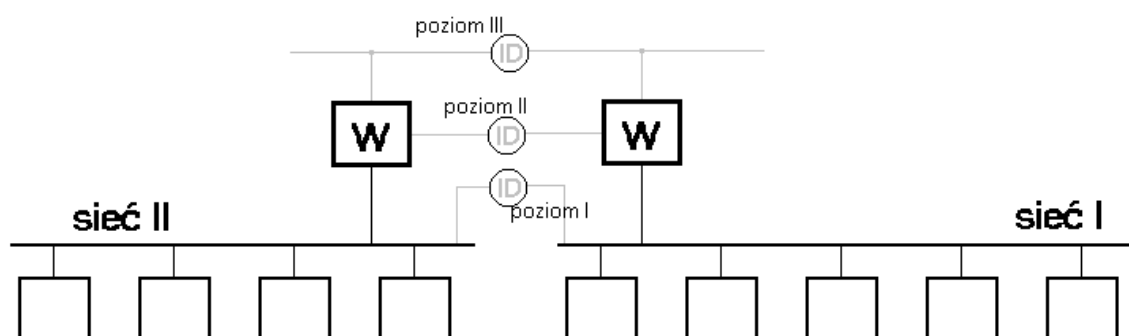 poziom III
ID
poziom II
W
ID
W
ID
poziom I
sieć II
sieć I